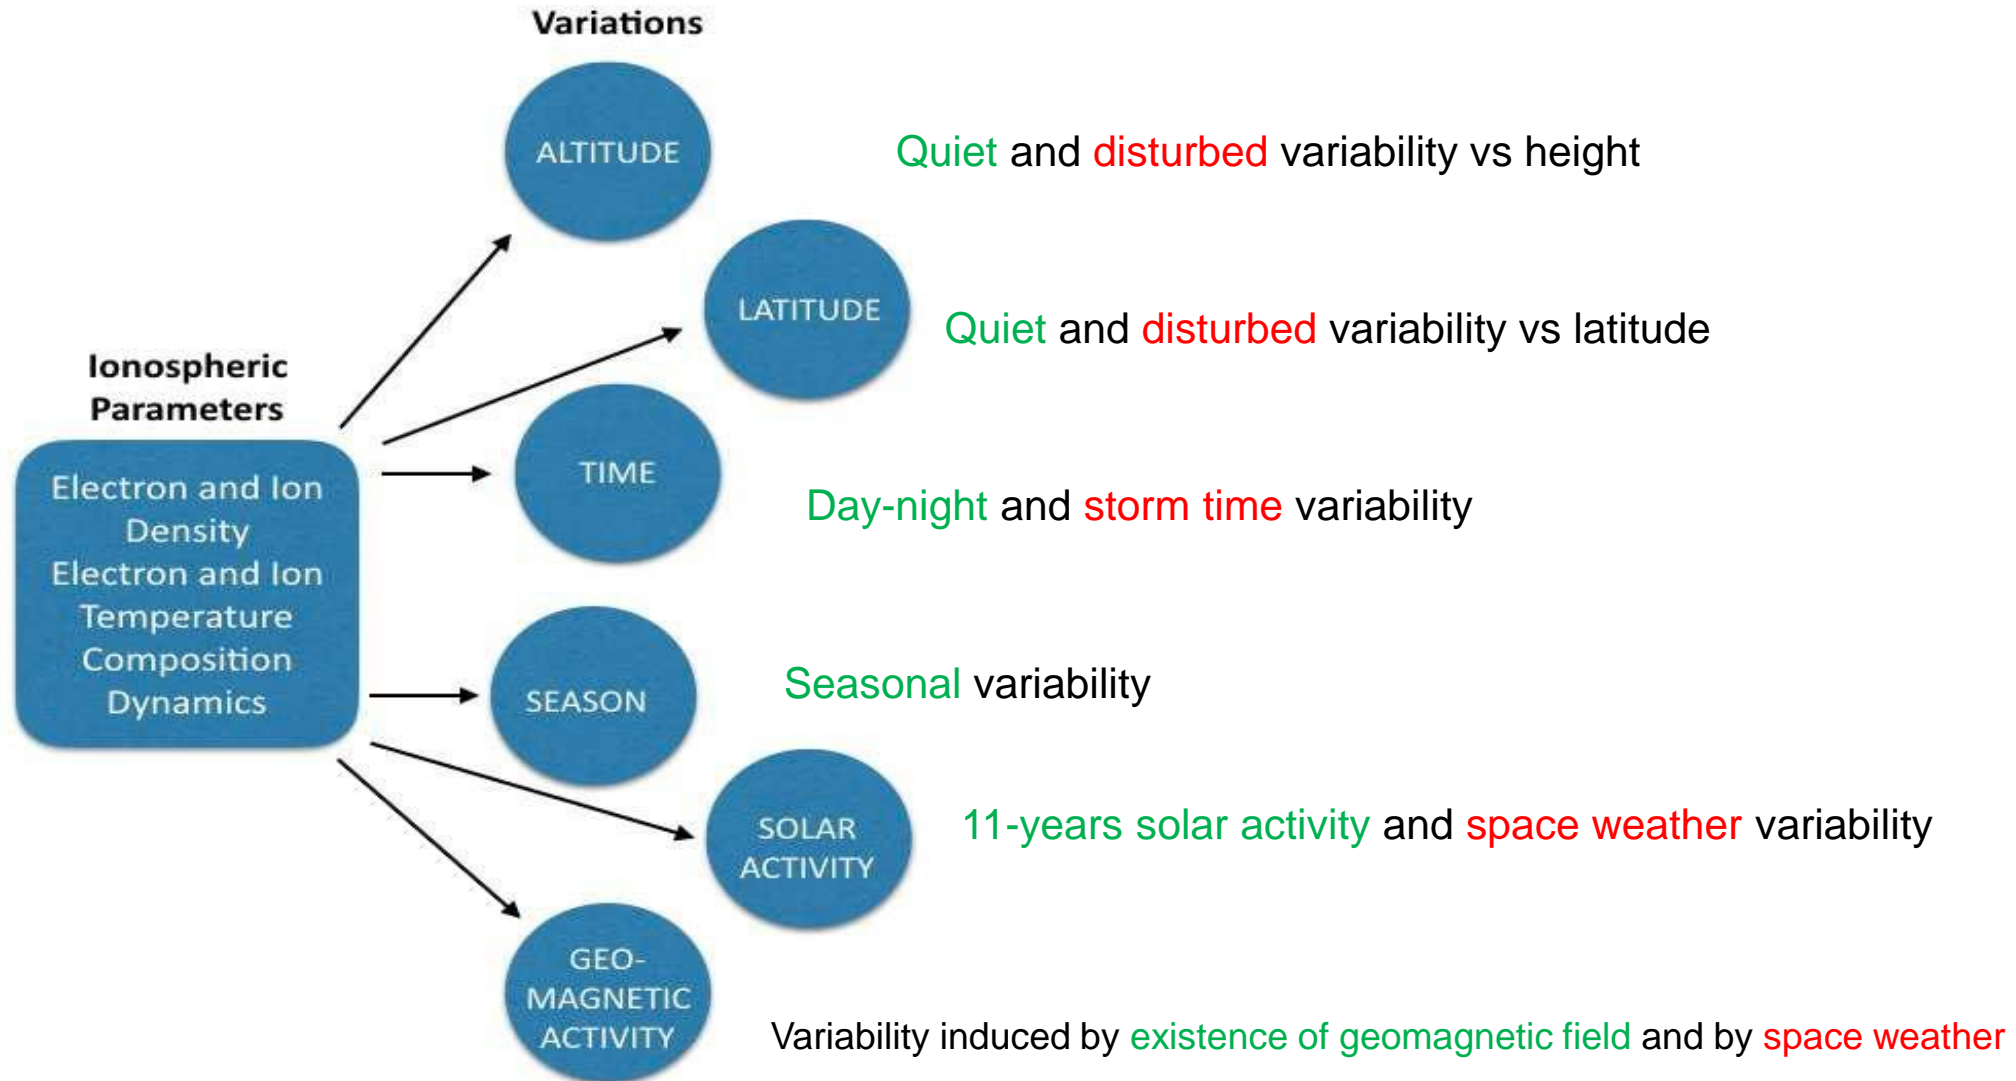 Variations
ALTITUDE
Quiet and disturbed variability vs height
LATITUDE
Quiet and disturbed variability vs latitude
Ionospheric
Parameters
Electron and Ion
Density
Electron and Ion
Temperature
Composition
Dynamics
TIME
Day-night and storm time variability
SEASON
Seasonal variability
SOLAR
ACTIVITY
11-years solar activity and space weather variability
GEO-
MAGNETIC
ACTIVITY
Variability induced by existence of geomagnetic field and by space weather